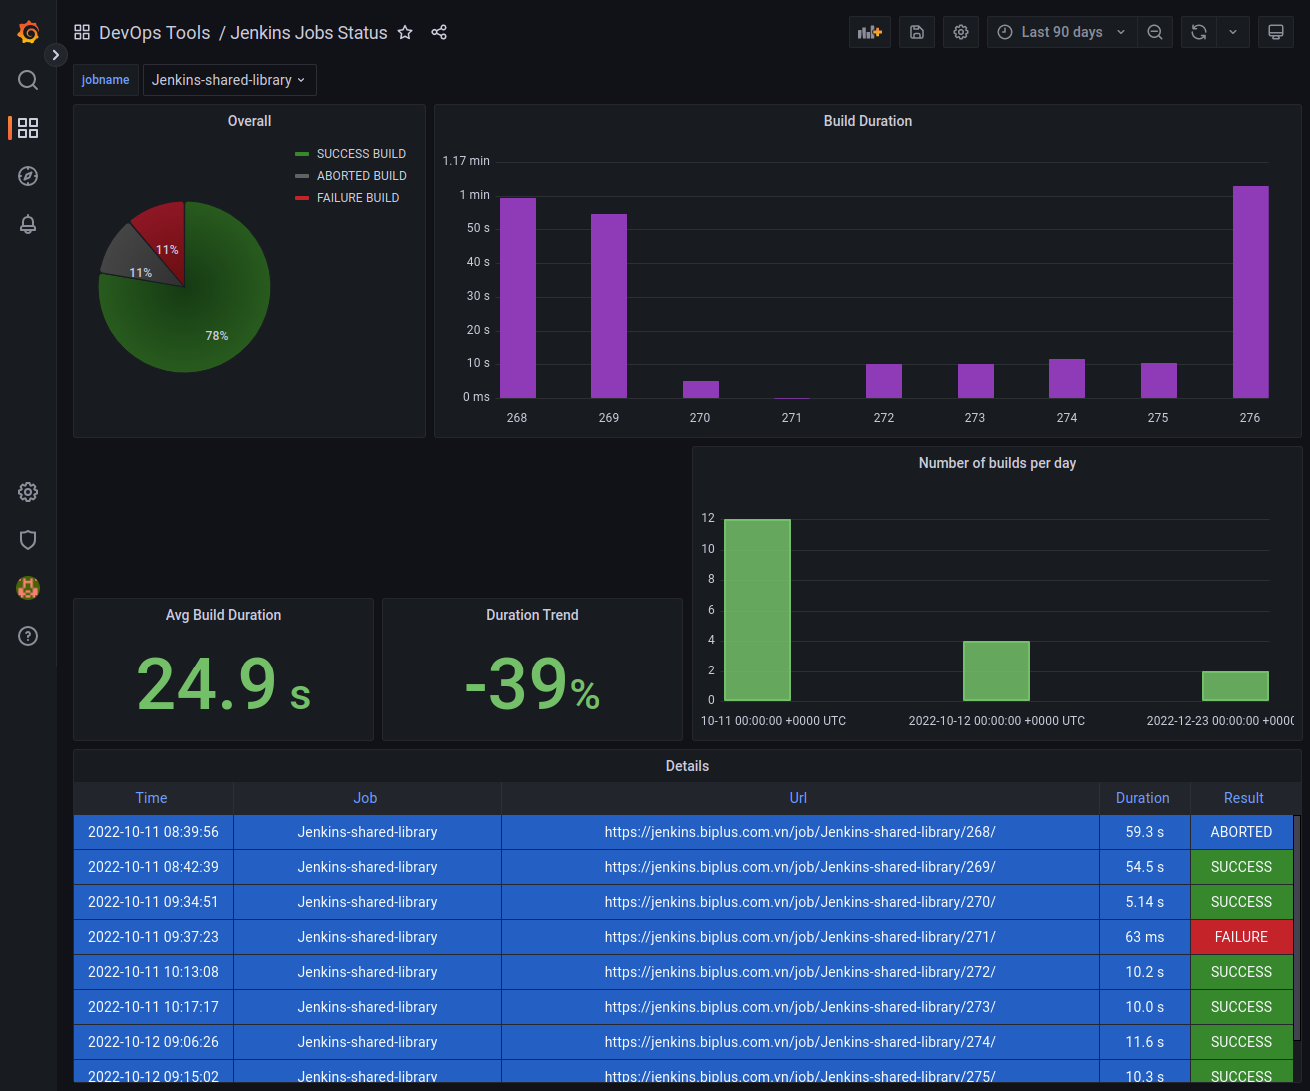 DevOps Tools / Jenkins Jobs Status
Last 90 days
jobname Jenkins-shared-library
Overall
SUCCESS BUILD
ABORTED BUILD
FAILURE BUILD
11%
11%
78%
Build Duration
1.17 min
1 min
50 s
40 s
30 s
20 s
10 s
0 ms
268 269 270 271 272 273 274 275 276
Number of builds per day
12
10
8
6
4
2
0
10-11 00:00:00 +0000 UTC 2022-10-12 00:00:00 +0000 UTC 2022-12-23 00:00:00 +0000
Avg Build Duration
24.9 s
Duration Trend
-39%
Details
Time Job Url Duration Result
2022-10-11 08:39:56 Jenkins-shared-library https://jenkins.biplus.com.vn/job/Jenkins-shared-library/268/ 59.3 s ABORTED
2022-10-11 08:42:39 Jenkins-shared-library https://jenkins.biplus.com.vn/job/Jenkins-shared-library/269/ 54.5 s SUCCESS
2022-10-11 09:34:51 Jenkins-shared-library https://jenkins.biplus.com.vn/job/Jenkins-shared-library/270/ 5.14 s SUCCESS
2022-10-11 09:37:23 Jenkins-shared-library https://jenkins.biplus.com.vn/job/Jenkins-shared-library/271/ 63 ms FAILURE
2022-10-11 10:13:08 Jenkins-shared-library https://jenkins.biplus.com.vn/job/Jenkins-shared-library/272/ 10.2 s SUCCESS
2022-10-11 10:17:17 Jenkins-shared-library https://jenkins.biplus.com.vn/job/Jenkins-shared-library/273/ 10.0 s SUCCESS
2022-10-12 09:06:26 Jenkins-shared-library https://jenkins.biplus.com.vn/job/Jenkins-shared-library/274/ 11.6 s SUCCESS
2022-10-12 09:15:02 Jenkins-shared-library https://jenkins.biplus.com.vn/job/Jenkins-shared-library/275/ 10.3 s SUCCESS